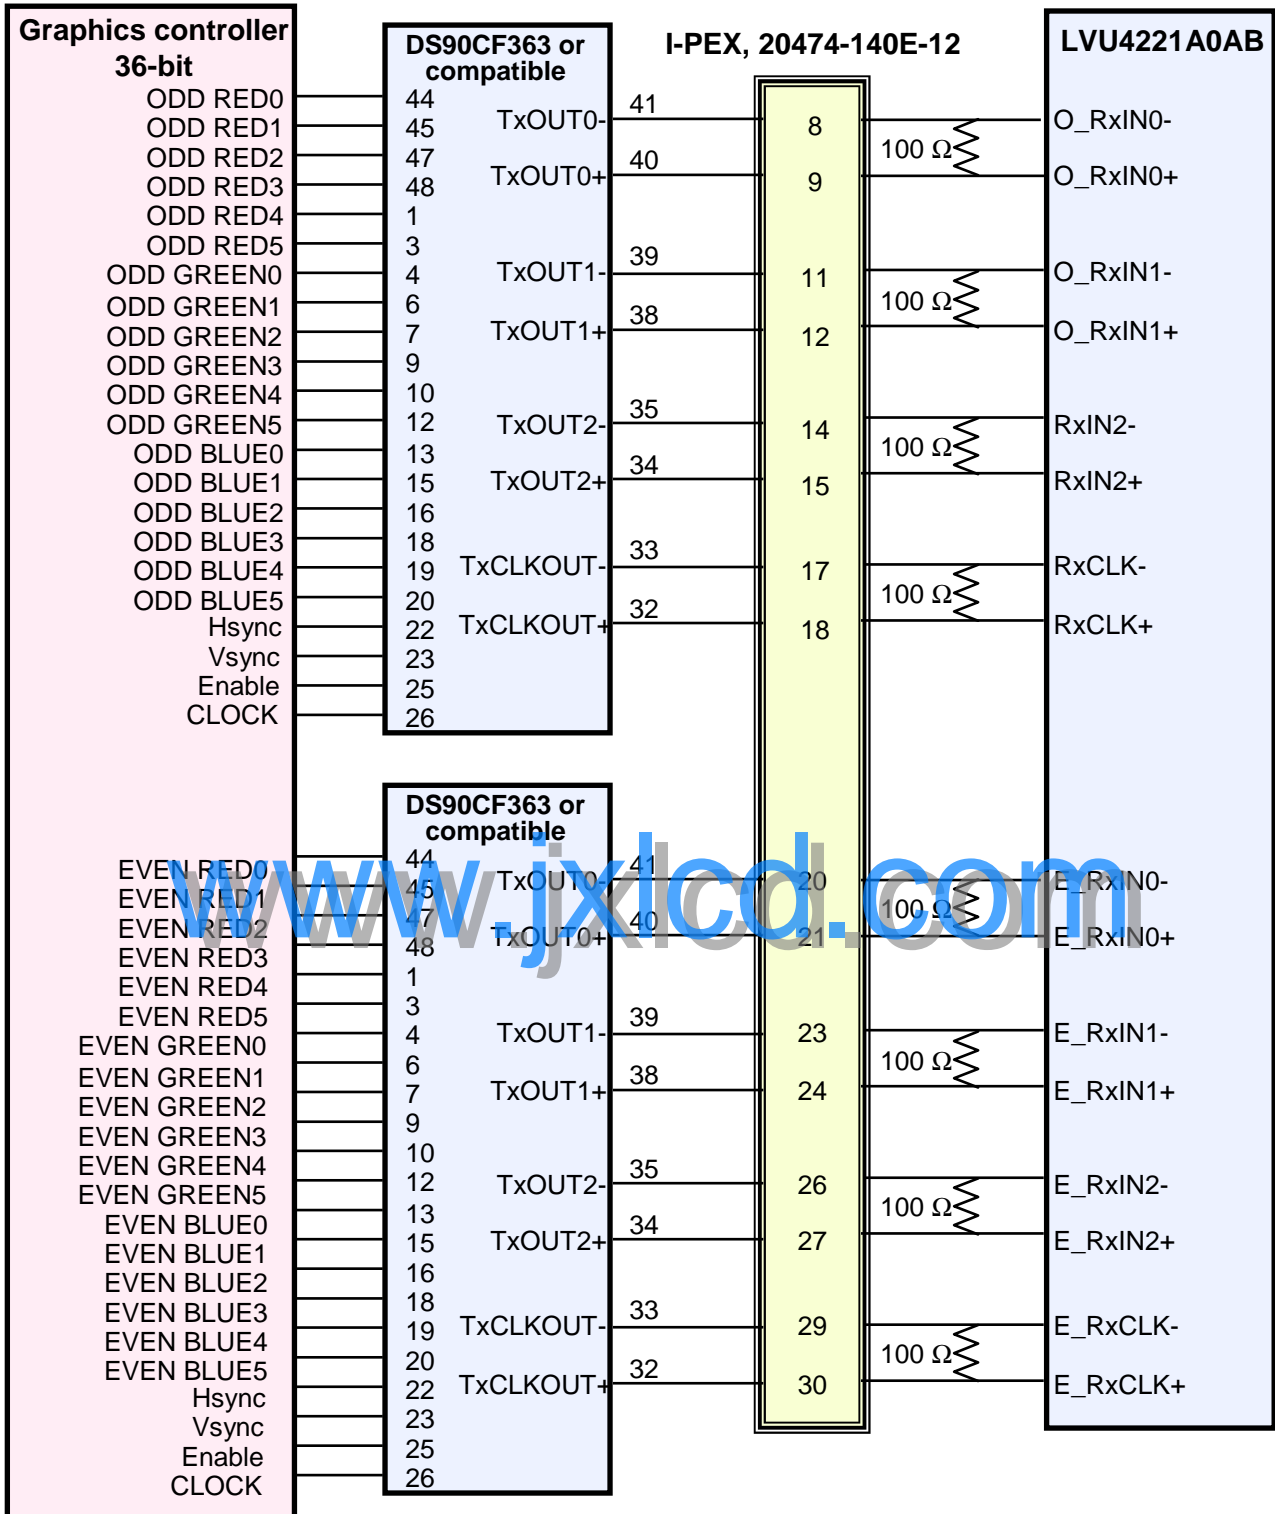 Graphics controller
36-bit
ODD RED0
ODD RED1
ODD RED2
ODD RED3
ODD RED4
ODD RED5
ODD GREEN0
ODD GREEN1
ODD GREEN2
ODD GREEN3
ODD GREEN4
ODD GREEN5
ODD BLUE0
ODD BLUE1
ODD BLUE2
ODD BLUE3
ODD BLUE4
ODD BLUE5
Hsync
Vsync
Enable
CLOCK
EVEN RED0
EVEN RED1
EVEN RED2
EVEN RED3
EVEN RED4
EVEN RED5
EVEN GREEN0
EVEN GREEN1
EVEN GREEN2
EVEN GREEN3
EVEN GREEN4
EVEN GREEN5
EVEN BLUE0
EVEN BLUE1
EVEN BLUE2
EVEN BLUE3
EVEN BLUE4
EVEN BLUE5
Hsync
Vsync
Enable
CLOCK
DS90CF363 or
compatible
44
45
47
48
1
3
4
6
7
9
10
12
13
15
16
18
19
20
22
23
25
26
TxOUT0- 41
TxOUT0+ 40
TxOUT1- 39
TxOUT1+ 38
TxOUT2- 35
TxOUT2+ 34
TxCLKOUT- 33
TxCLKOUT+ 32
DS90CF363 or
compatible
44
45
47
48
1
3
4
6
7
9
10
12
13
15
16
18
19
20
22
23
25
26
TxOUT0- 41
TxOUT0+ 40
TxOUT1- 39
TxOUT1+ 38
TxOUT2- 35
TxOUT2+ 34
TxCLKOUT- 33
TxCLKOUT+ 32
I-PEX, 20474-140E-12
8
9
11
12
14
15
17
18
20
21
23
24
26
27
29
30
100 Ω
100 Ω
100 Ω
100 Ω
100 Ω
100 Ω
100 Ω
100 Ω
LVU4221A0AB
O_RxIN0-
O_RxIN0+
O_RxIN1-
O_RxIN1+
RxIN2-
RxIN2+
RxCLK-
RxCLK+
E_RxIN0-
E_RxIN0+
E_RxIN1-
E_RxIN1+
E_RxIN2-
E_RxIN2+
E_RxCLK-
E_RxCLK+
www.jxlcd.com